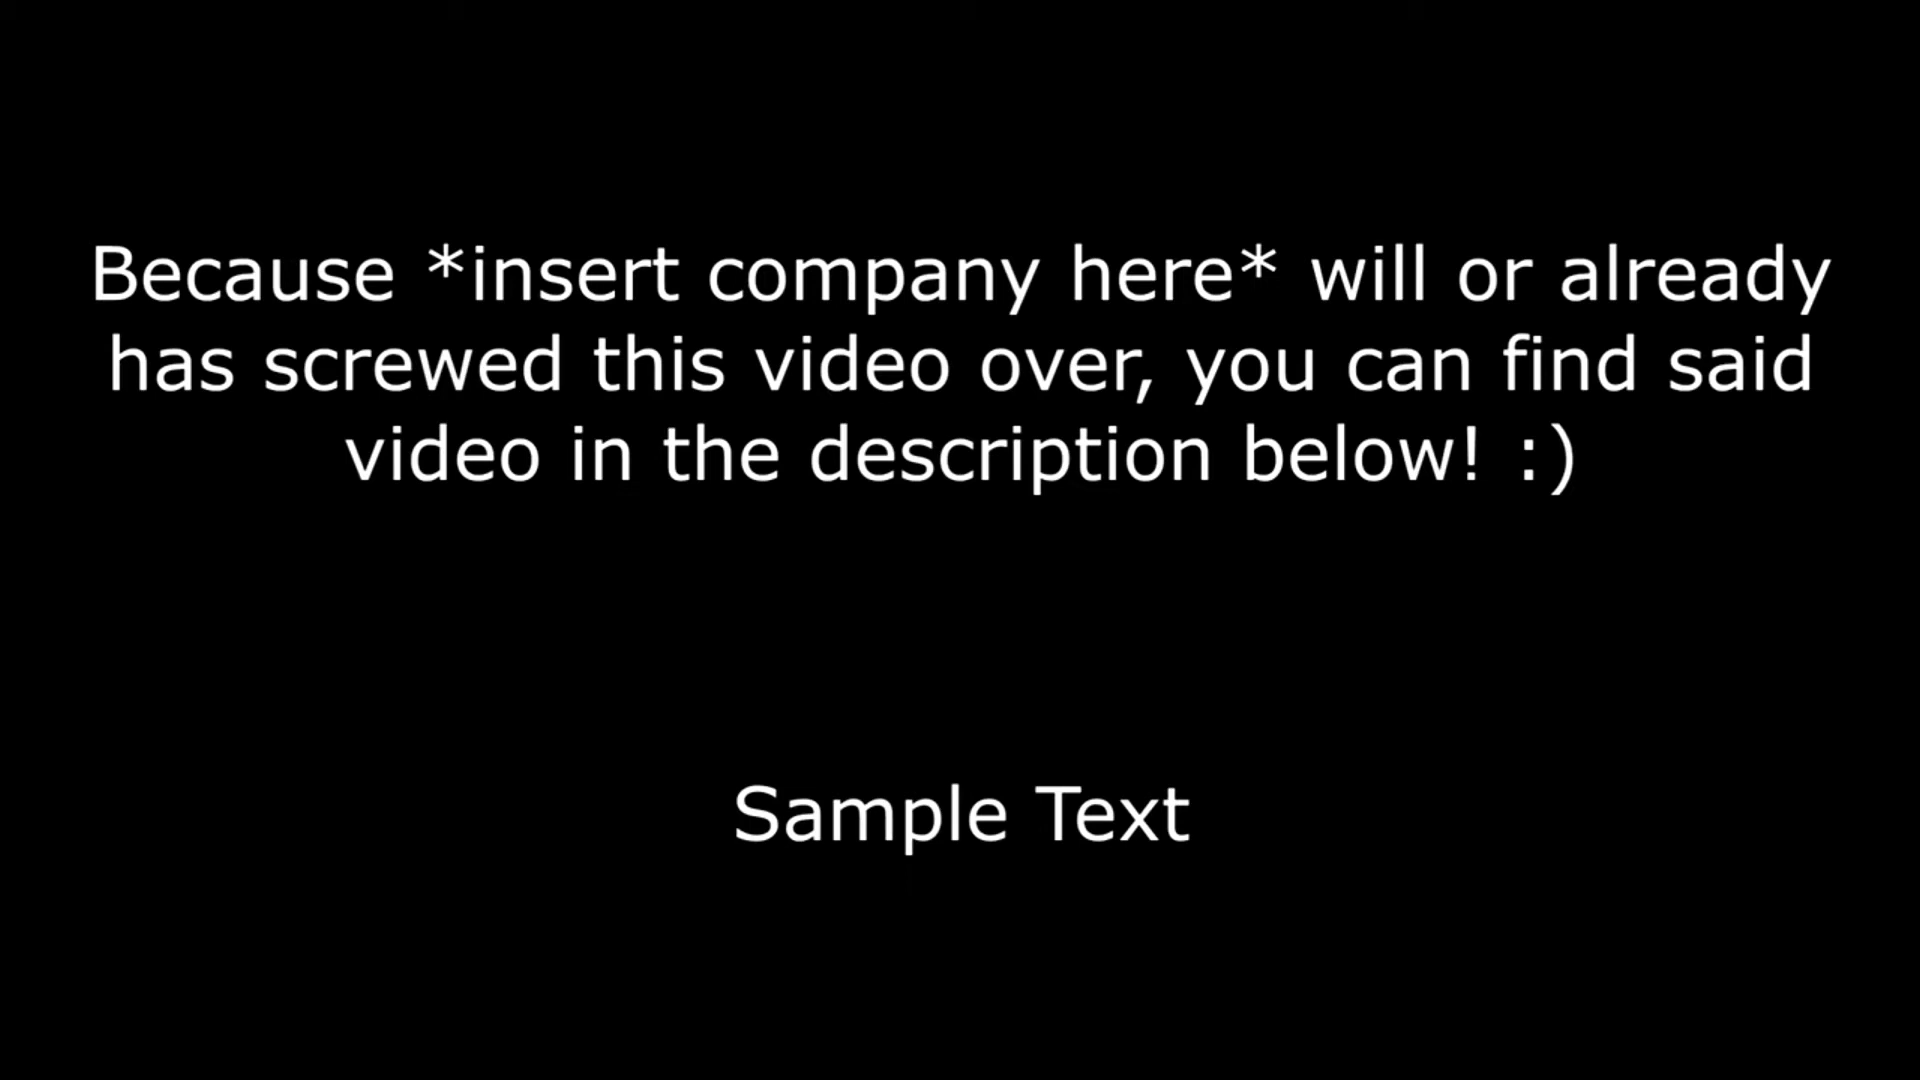 Because *insert company here* will or already
has screwed this video over, you can find said
video in the description below! :)
Sample Text